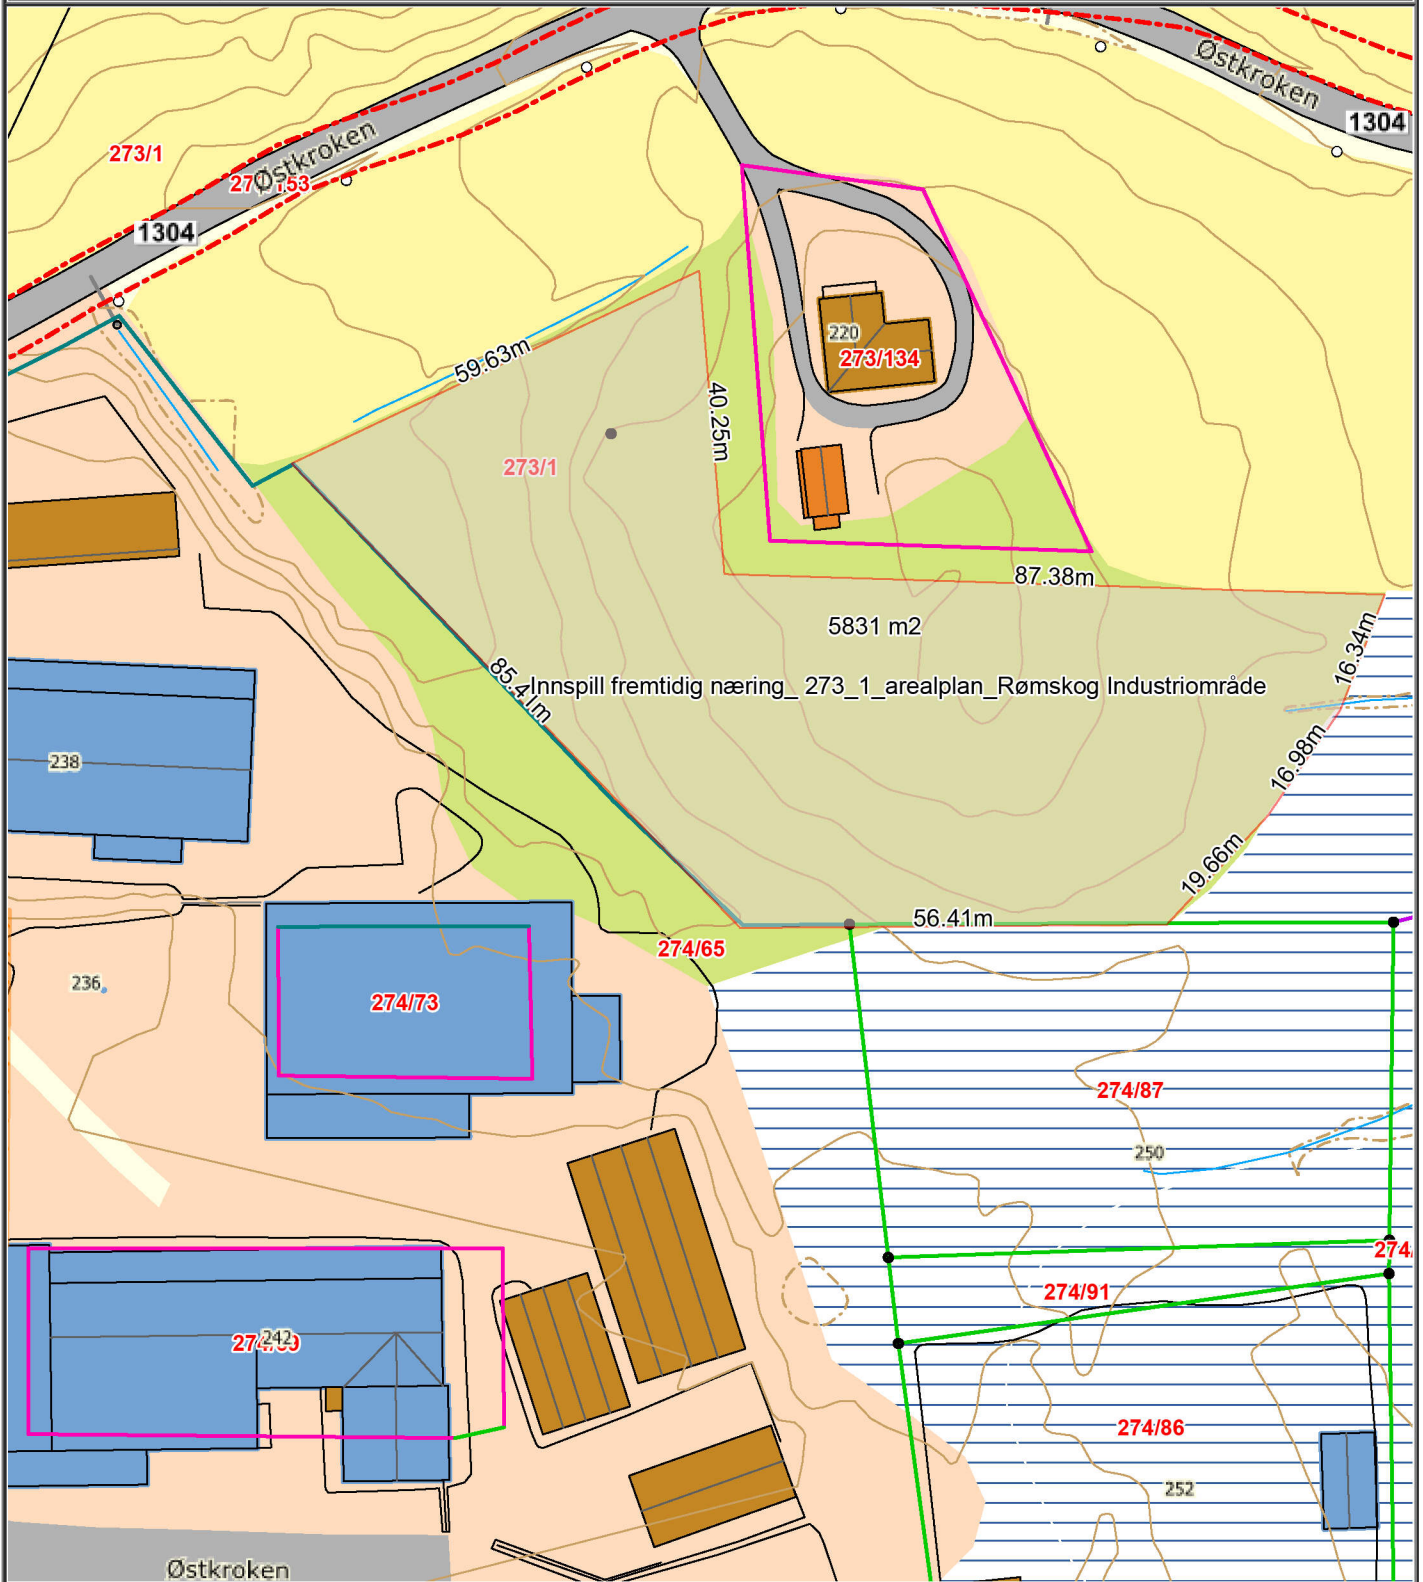 Østkroken
1304
273/1
Østkroken
1304
220
273/134
59.63m
40.25m
273/1
87.38m
5831 m2
16.34m
85.41m
Innspill fremtidig næring_ 273_1_arealplan_Rømskog Industriområde
16.98m
238
19.66m
56.41m
274/65
236
274/73
274/87
250
274/
274/91
242
274/86
252
Østkroken